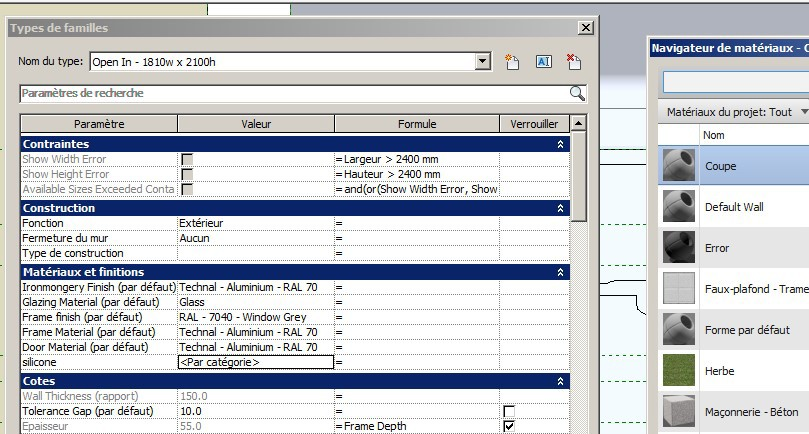 Types de familles
Nom du type: Open In - 1810w x 2100h
Paramètres de recherche
Paramètre Valeur Formule Verrouiller
Contraintes
Show Width Error =Largeur > 2400 mm
Show Height Error =Hauteur > 2400 mm
Available Sizes Exceeded Conta =and(or(Show Width Error, Show
Construction
Fonction Extérieur =
Fermeture du mur Aucun =
Type de construction =
Matériaux et finitions
Ironmongery Finish (par défaut) Technal - Aluminium - RAL 70 =
Glazing Material (par défaut) Glass =
Frame finish (par défaut) RAL - 7040 - Window Grey =
Frame Material (par défaut) Technal - Aluminium - RAL 70 =
Door Material (par défaut) Technal - Aluminium - RAL 70 =
silicone <Par catégorie> =
Cotes
Wall Thickness (rapport) 150.0 =
Tolerance Gap (par défaut) 10.0 =
Epaisseur 55.0 =Frame Depth
Navigateur de matériaux - C
Matériaux du projet: Tout
Nom
Coupe
Default Wall
Error
Faux-plafond - Trame
Forme par défaut
Herbe
Maçonnerie - Béton